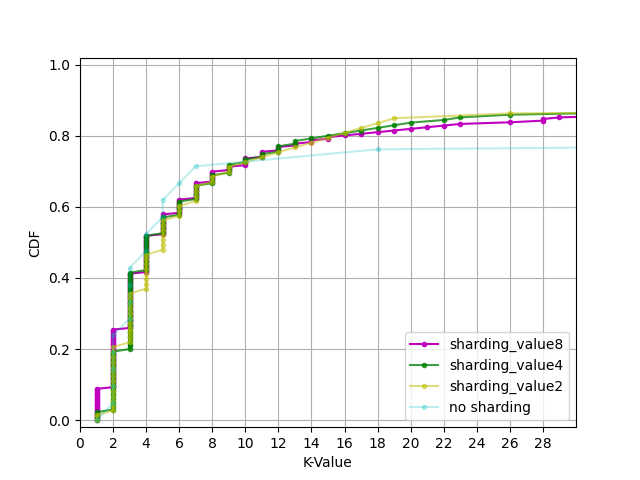 1.0
0.8
0.6
0.4
0.2
0.0
CDF
0 2 4 6 8 10 12 14 16 18 20 22 24 26 28
K-Value
sharding_value8
sharding_value4
sharding_value2
no sharding